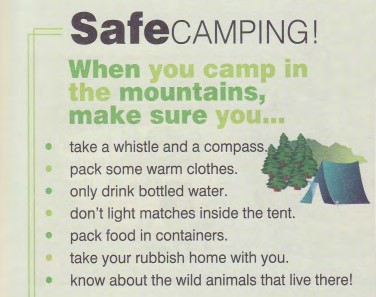 SafeCAMPING!
When you camp in
the mountains,
make sure you...
• take a whistle and a compass.
• pack some warm clothes.
• only drink bottled water.
• don't light matches inside the tent.
• pack food in containers.
• take your rubbish home with you.
• know about the wild animals that live there!